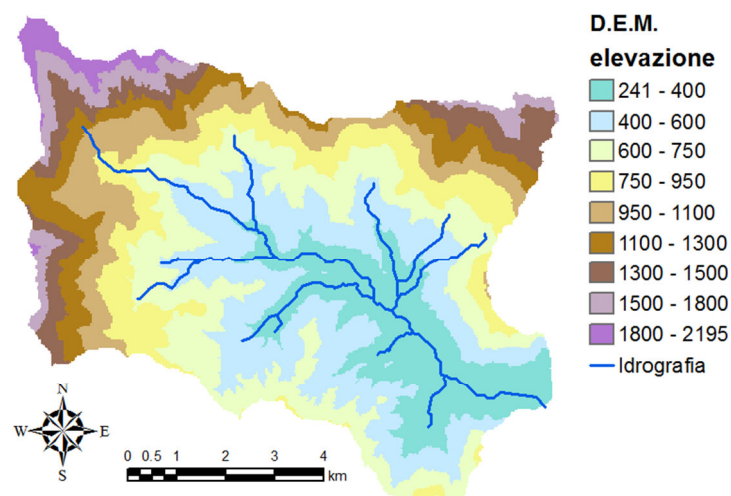 D.E.M.
elevazione
241 - 400
400 - 600
600 - 750
750 - 950
950 - 1100
1100 - 1300
1300 - 1500
1500 - 1800
1800 - 2195
Idrografia
N
W E
S
0 0.5 1 2 3 4
km